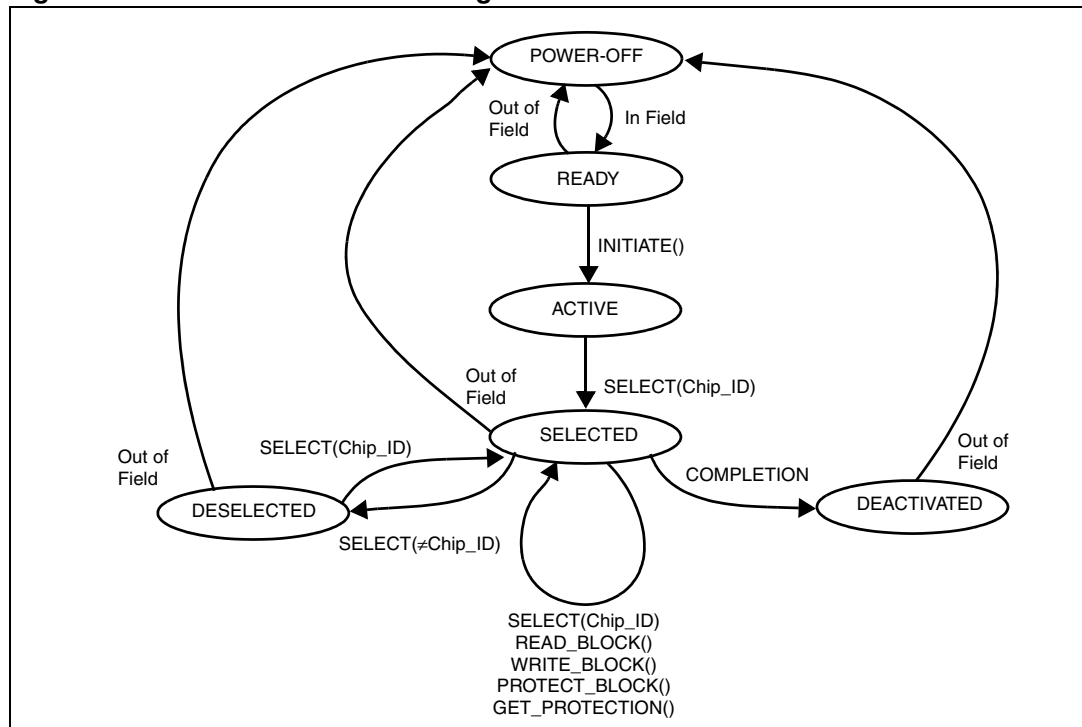 POWER-OFF
Out of
Field
In Field
READY
INITIATE()
ACTIVE
Out of
Field
SELECT(Chip_ID)
SELECTED
Out of
Field
SELECT(Chip_ID)
COMPLETION
Out of
Field
DESELECTED
DEACTIVATED
SELECT(≠Chip_ID)
SELECT(Chip_ID)
READ_BLOCK()
WRITE_BLOCK()
PROTECT_BLOCK()
GET_PROTECTION()